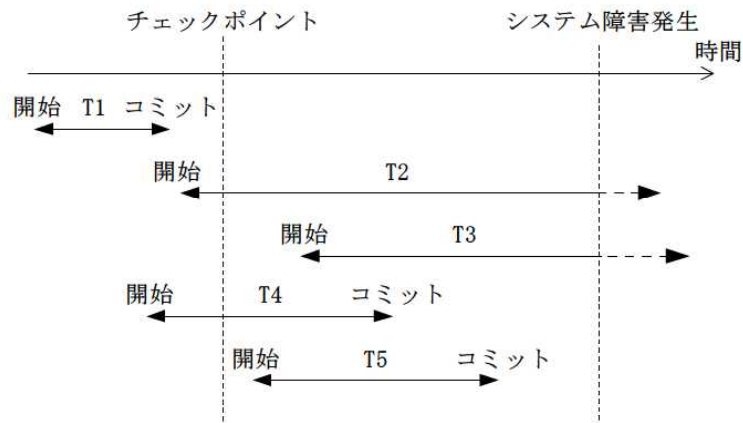 チェックポイント システム障害発生
時間
開始 T1 コミット
開始 T2
開始 T3
開始 T4 コミット
開始 T5 コミット